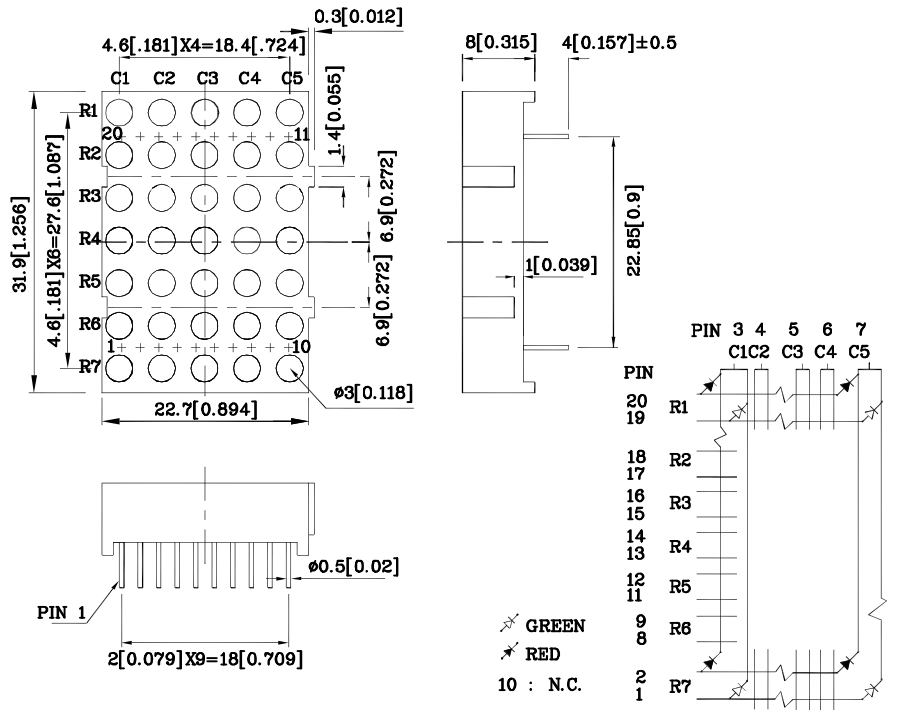 0.3[0.012]
4.6[.181]X4=18.4[.724]
C1 C2 C3 C4 C5
R1
20 11
R2
R3
R4
R5
R6
1 10
R7
31.9[1.256]
4.6[.181]X6=27.6[1.087]
1.4[0.055]
6.9[0.272]
6.9[0.272]
ø3[0.118]
22.7[0.894]
8[0.315]
4[0.157]±0.5
22.85[0.9]
1[0.039]
ø0.5[0.02]
PIN 1
2[0.079]X9=18[0.709]
GREEN
RED
10 : N.C.
PIN 3 4 5 6 7
C1 C2 C3 C4 C5
PIN
20
19 R1
18
17 R2
16
15 R3
14
13 R4
12
11 R5
9
8 R6
2
1 R7